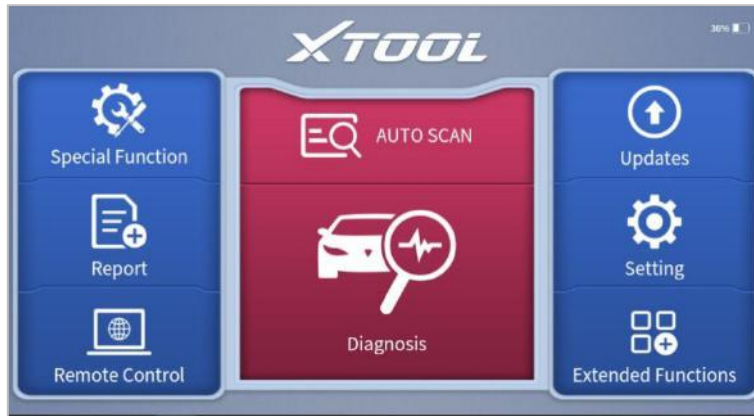 XTOOL
36%
Special Function
AUTO SCAN
Updates
Report
Setting
Diagnosis
Remote Control
Extended Functions